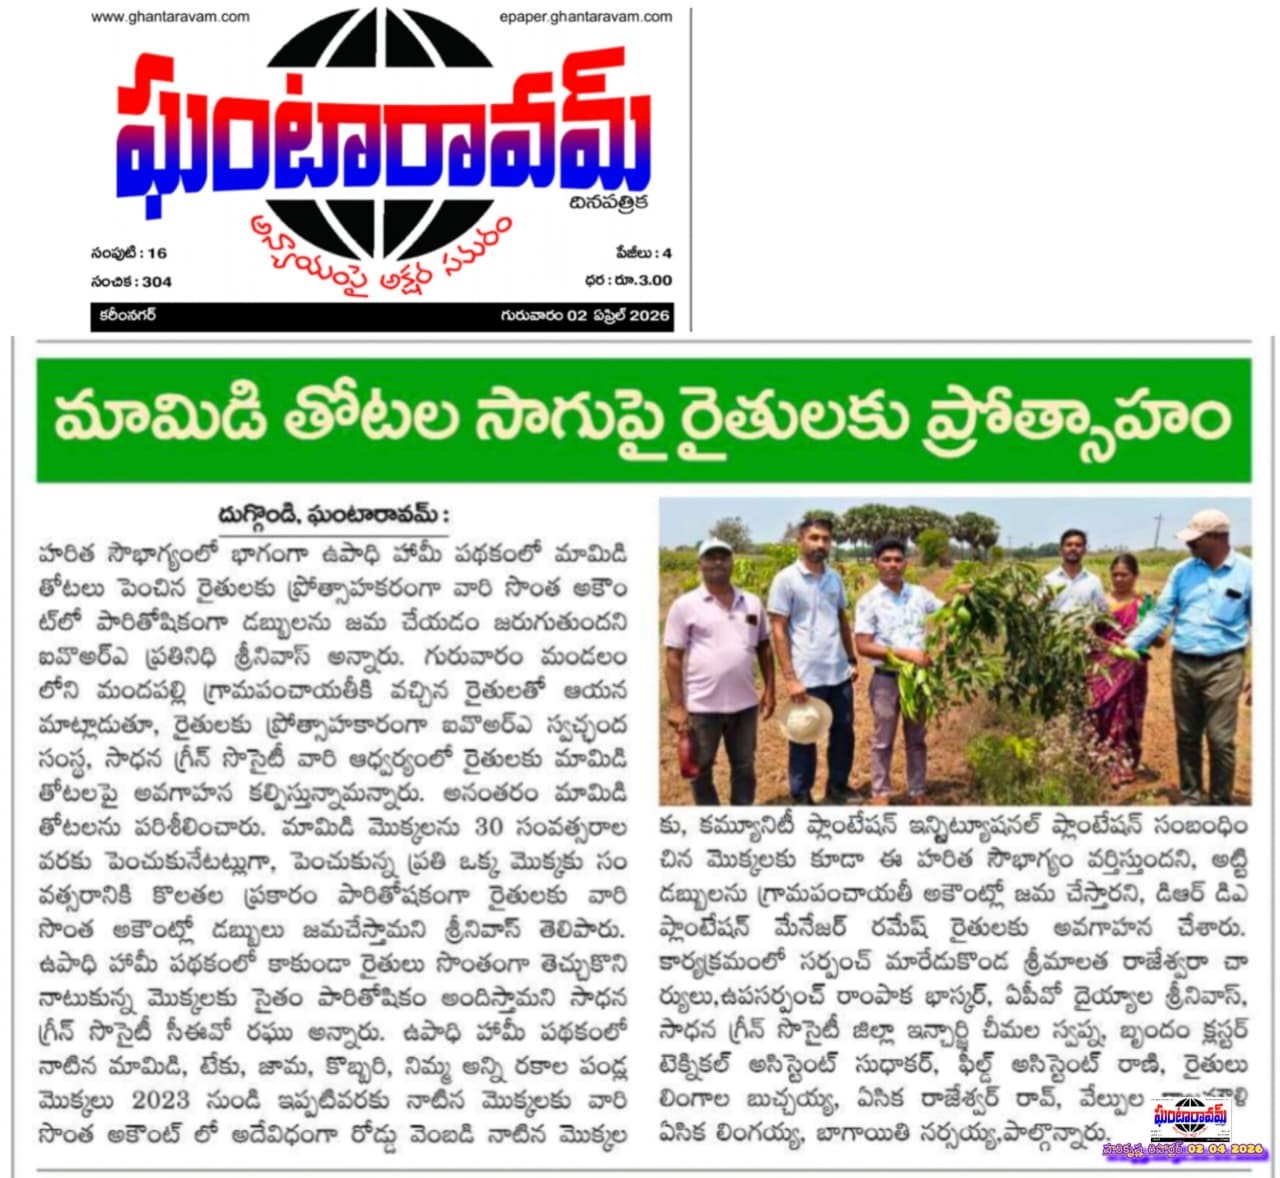 www.ghantaravam.com
epaper.ghantaravam.com
ఘంటారావమ్
దినపత్రిక
అన్యాయంపై అక్షర సమరం
సంపుటి : 16
పేజీలు : 4
సంచిక : 304
ధర : రూ.3.00
కరీంనగర్
గురువారం 02 ఏప్రిల్ 2026
మామిడి తోటల సాగుపై రైతులకు ప్రోత్సాహం
దుగ్గొండి, ఘంటారావమ్ :
హరిత సౌభాగ్యంలో భాగంగా ఉపాధి హామీ పథకంలో మామిడి
తోటలు పెంచిన రైతులకు ప్రోత్సాహకరంగా వారి సొంత అకౌం
ట్‌లో పారితోషికంగా డబ్బులను జమ చేయడం జరుగుతుందని
ఐవొఅర్ఎ ప్రతినిధి శ్రీనివాస్ అన్నారు. గురువారం మండలం
లోని మందపల్లి గ్రామపంచాయతీకి వచ్చిన రైతులతో ఆయన
మాట్లాడుతూ, రైతులకు ప్రోత్సాహకారంగా ఐవొఅర్ఎ స్వచ్ఛంద
సంస్థ, సాధన గ్రీన్ సొసైటీ వారి ఆధ్వర్యంలో రైతులకు మామిడి
తోటలపై అవగాహన కల్పిస్తున్నామన్నారు. అనంతరం మామిడి
తోటలను పరిశీలించారు. మామిడి మొక్కలను 30 సంవత్సరాల
వరకు పెంచుకునేటట్లుగా, పెంచుకున్న ప్రతి ఒక్క మొక్కకు సం
వత్సరానికి కొలతల ప్రకారం పారితోషకంగా రైతులకు వారి
సొంత అకౌంట్లో డబ్బులు జమచేస్తామని శ్రీనివాస్ తెలిపారు.
ఉపాధి హామీ పథకంలో కాకుండా రైతులు సొంతంగా తెచ్చుకొని
నాటుకున్న మొక్కలకు సైతం పారితోషికం అందిస్తామని సాధన
గ్రీన్ సొసైటీ సీఈవో రఘు అన్నారు. ఉపాధి హామీ పథకంలో
నాటిన మామిడి, టేకు, జామ, కొబ్బరి, నిమ్మ అన్ని రకాల పండ్ల
మొక్కలు 2023 నుండి ఇప్పటివరకు నాటిన మొక్కలకు వారి
సొంత అకౌంట్ లో అదేవిధంగా రోడ్డు వెంబడి నాటిన మొక్కల
కు, కమ్యూనిటీ ప్లాంటేషన్ ఇన్స్టిట్యూషనల్ ప్లాంటేషన్ సంబంధిం
చిన మొక్కలకు కూడా ఈ హరిత సౌభాగ్యం వర్తిస్తుందని, అట్టి
డబ్బులను గ్రామపంచాయతీ అకౌంట్లో జమ చేస్తారని, డిఆర్ డిఎ
ప్లాంటేషన్ మేనేజర్ రమేష్ రైతులకు అవగాహన చేశారు.
కార్యక్రమంలో సర్పంచ్ మారేడుకొండ శ్రీమాలత రాజేశ్వరా చా
ర్యులు,ఉపసర్పంచ్ రాంపాక భాస్కర్, ఏపీవో దైయ్యాల శ్రీనివాస్,
సాధన గ్రీన్ సొసైటీ జిల్లా ఇన్చార్జి చీమల స్వప్న, బృందం క్లస్టర్
టెక్నికల్ అసిస్టెంట్ సుధాకర్, ఫీల్డ్ అసిస్టెంట్ రాణి, రైతులు
లింగాల బుచ్చయ్య, ఏసిక రాజేశ్వర్ రావ్, వేల్పుల
ఏసిక లింగయ్య, బాగాయితి నర్సయ్య,పాల్గొన్నారు.
ఘంటారావమ్
02 04 2026